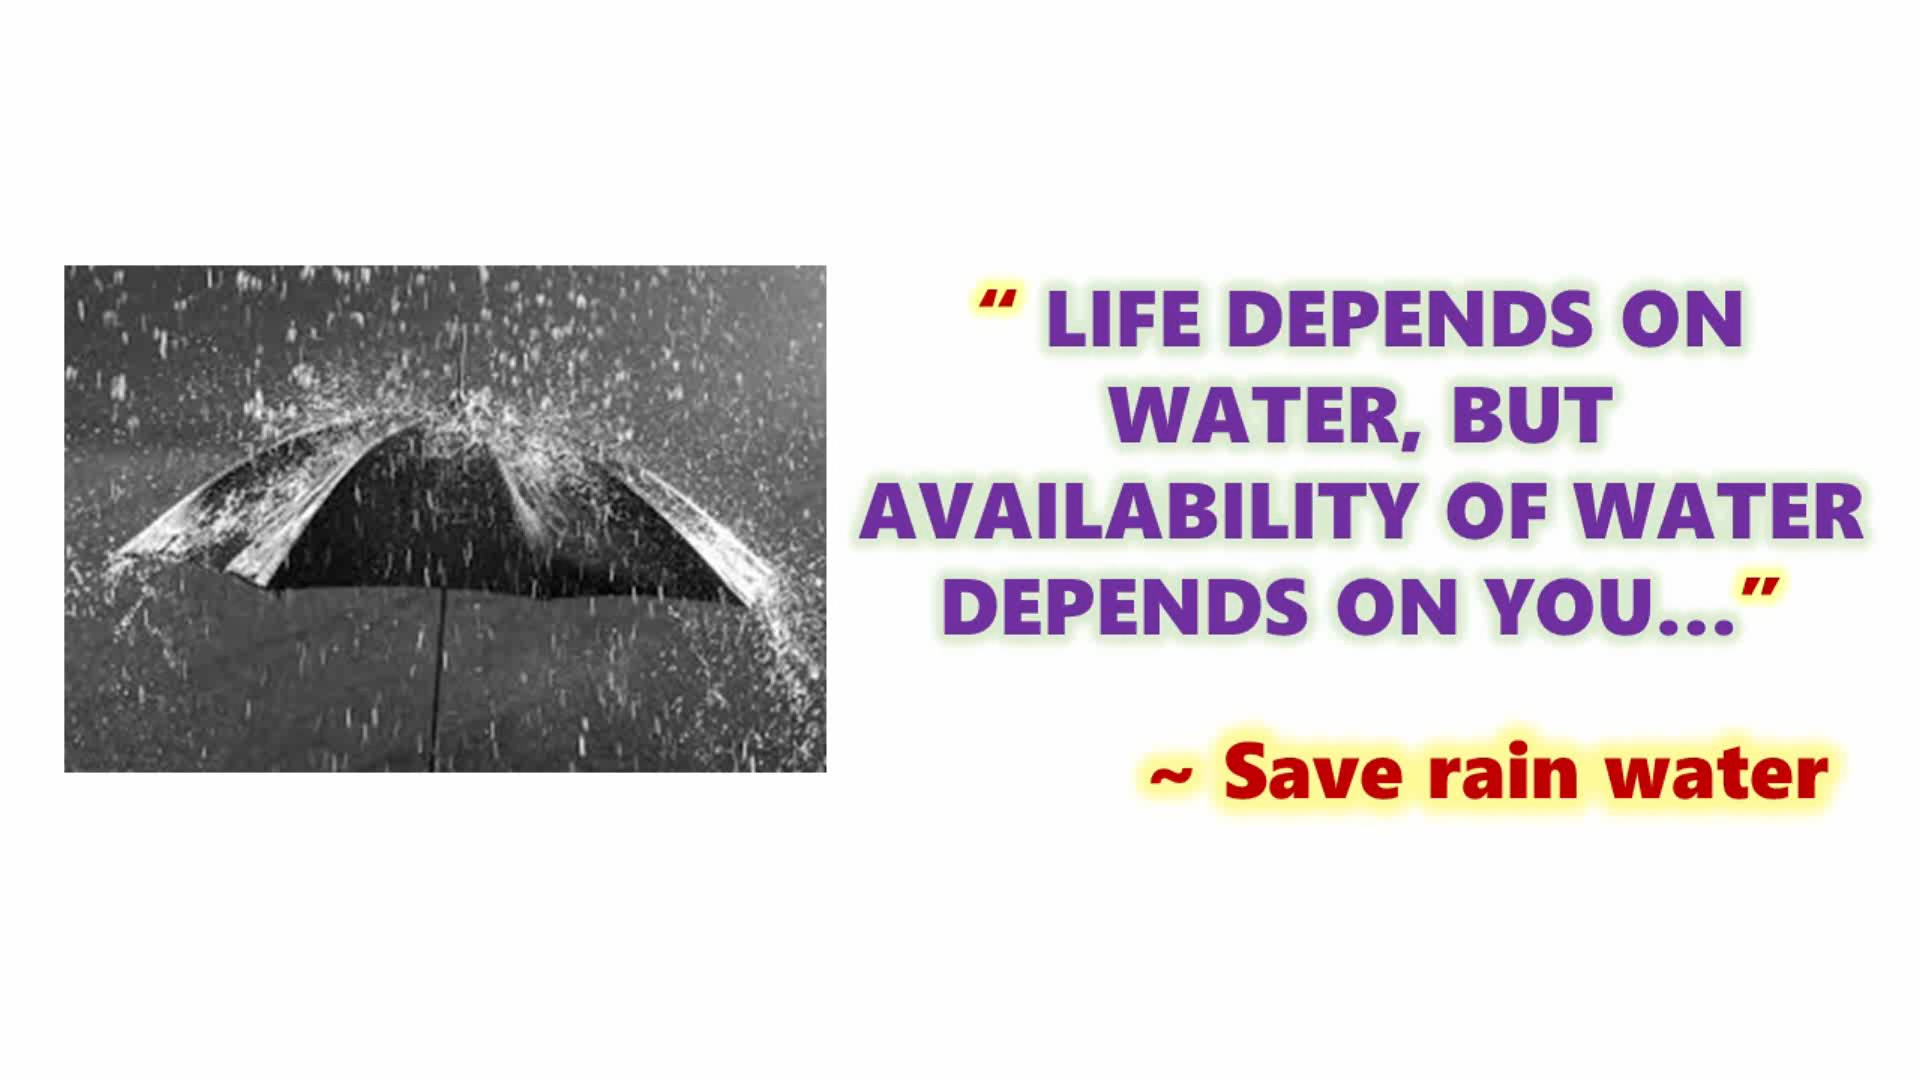 “ LIFE DEPENDS ON
WATER, BUT
AVAILABILITY OF WATER
DEPENDS ON YOU...”
~ Save rain water